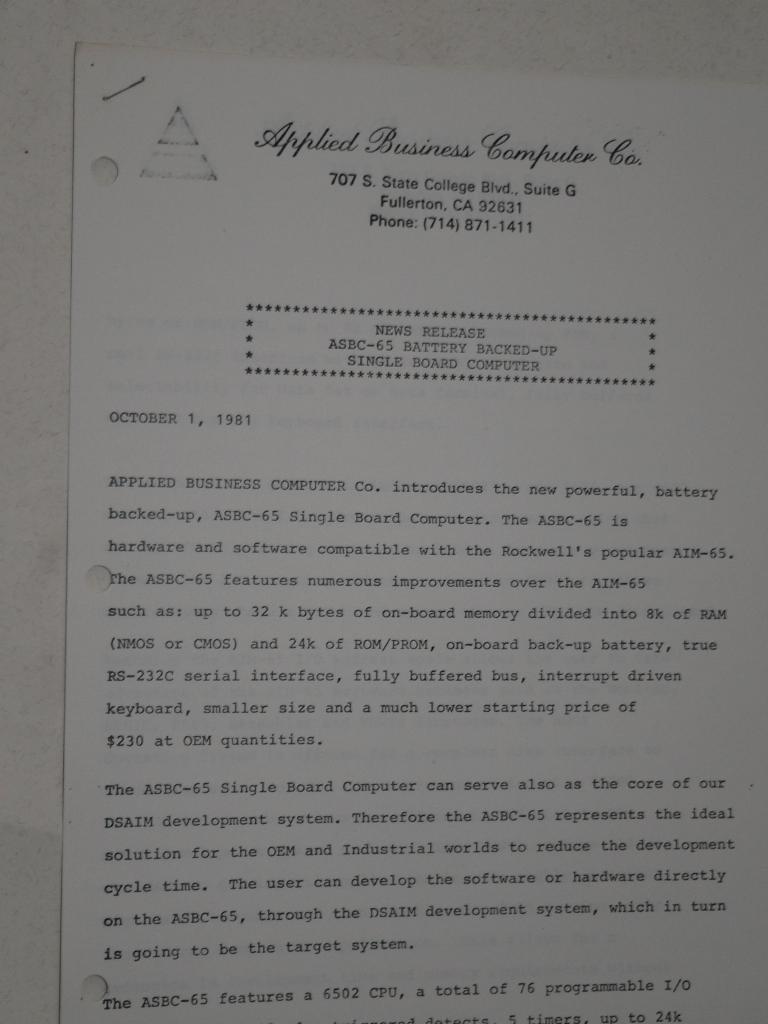 Applied Business Computer Co.
707 S. State College Blvd., Suite G
Fullerton, CA 92631
Phone: (714) 871-1411
*********************************************
* NEWS RELEASE *
* ASBC-65 BATTERY BACKED-UP *
* SINGLE BOARD COMPUTER *
*********************************************
OCTOBER 1, 1981
APPLIED BUSINESS COMPUTER Co. introduces the new powerful, battery
backed-up, ASBC-65 Single Board Computer. The ASBC-65 is
hardware and software compatible with the Rockwell's popular AIM-65.
The ASBC-65 features numerous improvements over the AIM-65
such as: up to 32 k bytes of on-board memory divided into 8k of RAM
(NMOS or CMOS) and 24k of ROM/PROM, on-board back-up battery, true
RS-232C serial interface, fully buffered bus, interrupt driven
keyboard, smaller size and a much lower starting price of
$230 at OEM quantities.
The ASBC-65 Single Board Computer can serve also as the core of our
DSAIM development system. Therefore the ASBC-65 represents the ideal
solution for the OEM and Industrial worlds to reduce the development
cycle time. The user can develop the software or hardware directly
on the ASBC-65, through the DSAIM development system, which in turn
is going to be the target system.
The ASBC-65 features a 6502 CPU, a total of 76 programmable I/O
triggered detects, 5 timers, up to 24k